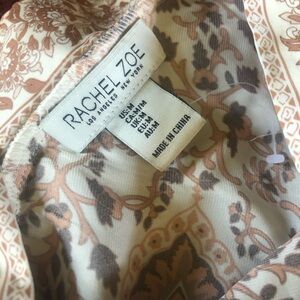 RACHEL ZOE
LOS ANGELES NEW YORK
US:M
CA:M/M
UK:M
EU:M
AU:M
MADE IN CHINA